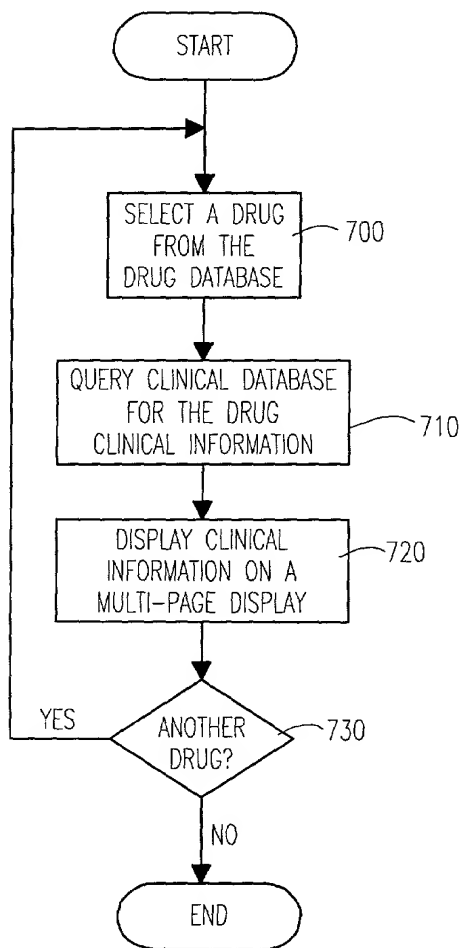 START
SELECT A DRUG
FROM THE
DRUG DATABASE
700
QUERY CLINICAL DATABASE
FOR THE DRUG
CLINICAL INFORMATION
710
DISPLAY CLINICAL
INFORMATION ON A
MULTI-PAGE DISPLAY
720
ANOTHER
DRUG?
730
YES
NO
END